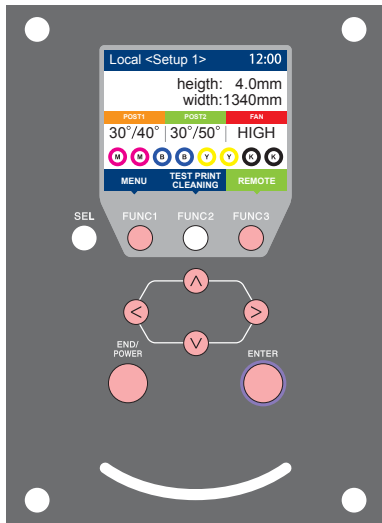 Local <Setup 1> 12:00
heigth: 4.0mm
width:1340mm
POST1 POST2 FAN
30°/40° 30°/50° HIGH
M M B B Y Y K K
MENU TEST PRINT CLEANING REMOTE
SEL FUNC1 FUNC2 FUNC3
END/
POWER
ENTER